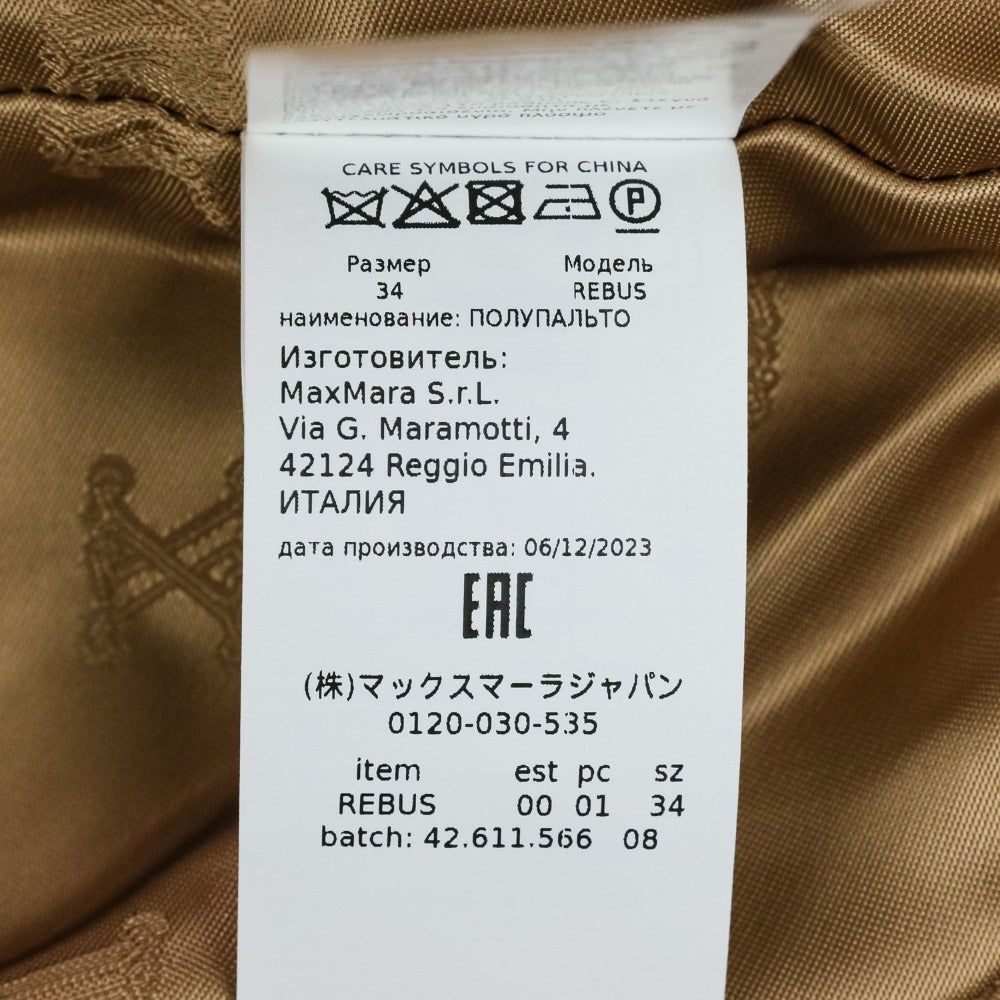 CARE SYMBOLS FOR CHINA
P
Размер Модель
34 REBUS
наименование: ПОЛУПАЛЬТО
Изготовитель:
MaxMara S.r.L.
Via G. Maramotti, 4
42124 Reggio Emilia.
ИТАЛИЯ
дата производства: 06/12/2023
EAC
(株)マックスマーラジャパン
0120-030-535
item est pc sz
REBUS 00 01 34
batch: 42.611.566 08